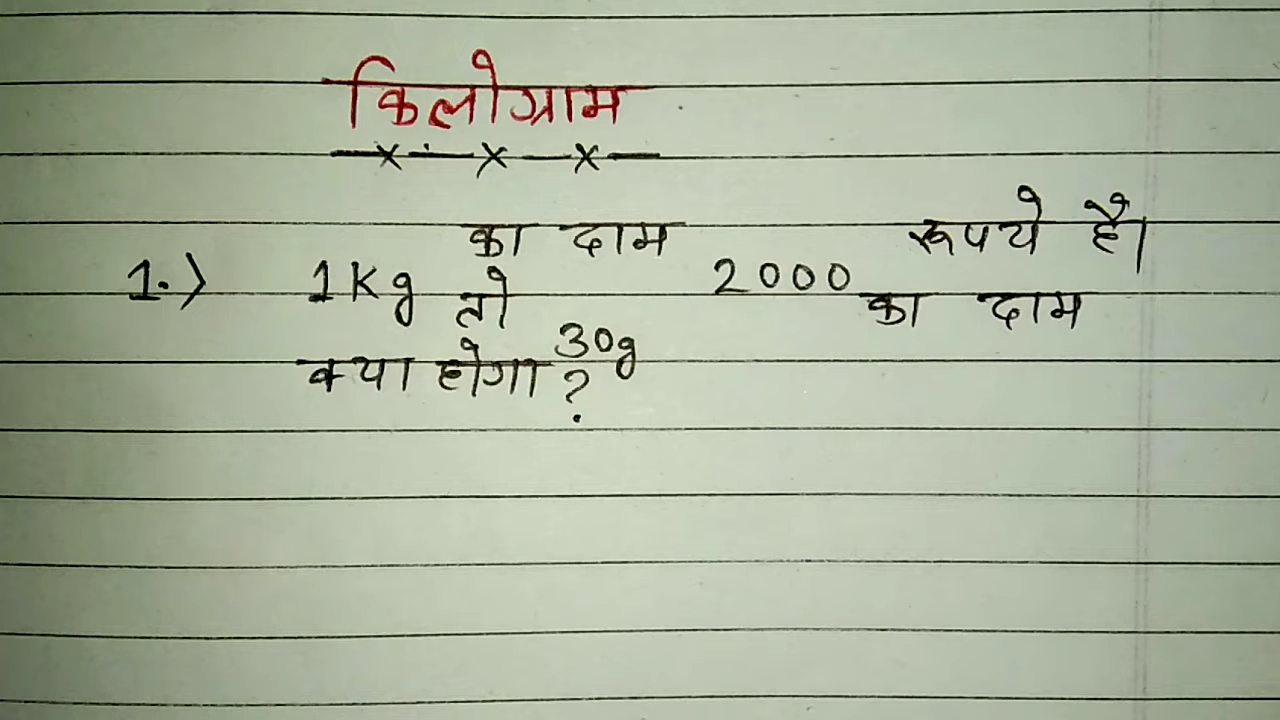 किलोग्राम
1.) 1Kg का दाम 2000 रूपये है।
तो 30g का दाम
क्या होगा ?